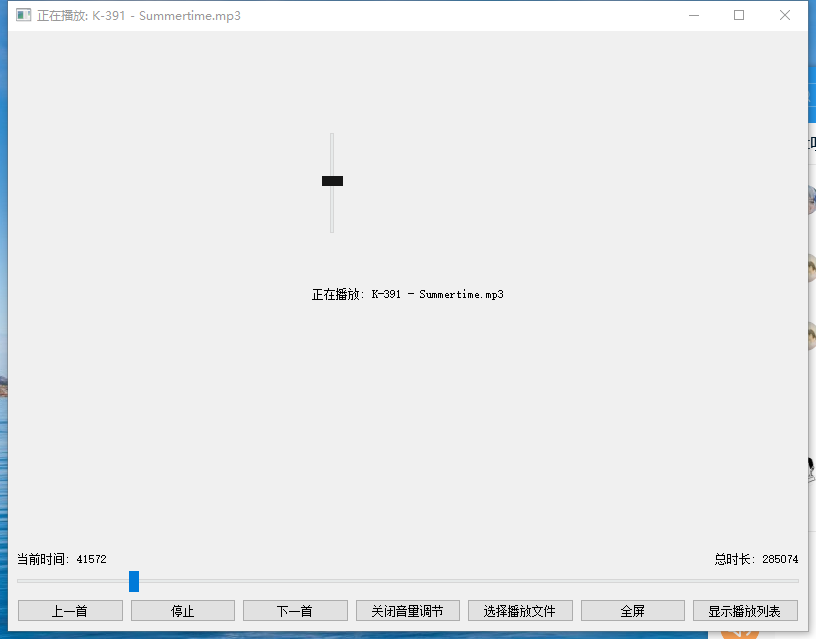 正在播放: K-391 - Summertime.mp3
正在播放: K-391 - Summertime.mp3
当前时间: 41572
总时长: 285074
上一首
停止
下一首
关闭音量调节
选择播放文件
全屏
显示播放列表